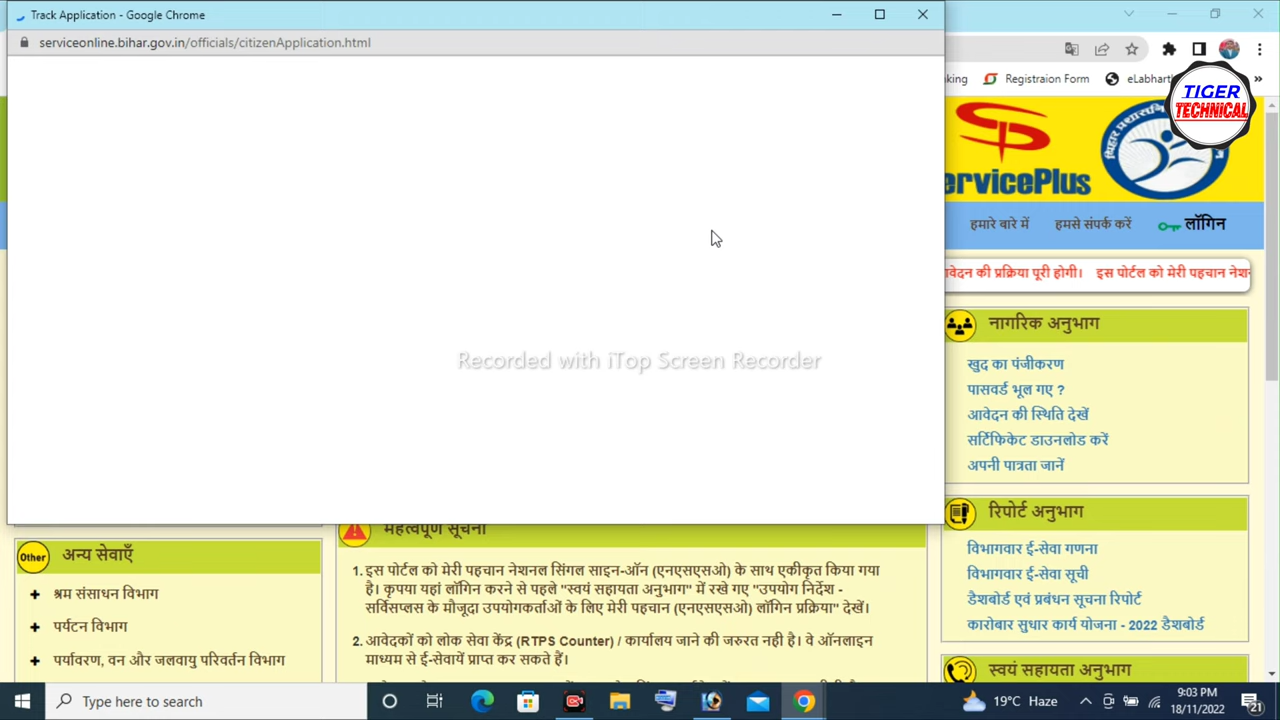 Track Application - Google Chrome
serviceonline.bihar.gov.in/officials/citizenApplication.html
Registraion Form
TIGER
TECHNICAL
ervicePlus
हमारे बारे में
हमसे संपर्क करें
लॉगिन
आवेदन की प्रक्रिया पूरी होगी। इस पोर्टल को मेरी पहचान
Recorded with iTop Screen Recorder
नागरिक अनुभाग
खुद का पंजीकरण
पासवर्ड भूल गए ?
आवेदन की स्थिति देखें
सर्टिफिकेट डाउनलोड करें
अपनी पात्रता जानें
रिपोर्ट अनुभाग
विभागवार ई-सेवा गणना
विभागवार ई-सेवा सूची
डैशबोर्ड एवं प्रबंधन सूचना रिपोर्ट
कारोबार सुधार कार्य योजना - 2022 डैशबोर्ड
स्वयं सहायता अनुभाग
महत्वपूर्ण सूचना
1. इस पोर्टल को मेरी पहचान नेशनल सिंगल साइन-ऑन (एनएसएसओ) के साथ एकीकृत किया गया
है। कृपया यहां लॉगिन करने से पहले "स्वयं सहायता अनुभाग" में रखे गए "उपयोग निर्देश -
सर्विसप्लस के मौजूदा उपयोगकर्ताओं के लिए मेरी पहचान (एनएसएसओ) लॉगिन प्रक्रिया" देखें।
2. आवेदकों को लोक सेवा केंद्र (RTPS Counter) / कार्यालय जाने की जरुरत नही है। वे ऑनलाइन
माध्यम से ई-सेवायें प्राप्त कर सकते हैं।
Other अन्य सेवाएँ
श्रम संसाधन विभाग
पर्यटन विभाग
पर्यावरण, वन और जलवायु परिवर्तन विभाग
Type here to search
19°C Haze
9:03 PM
18/11/2022
21